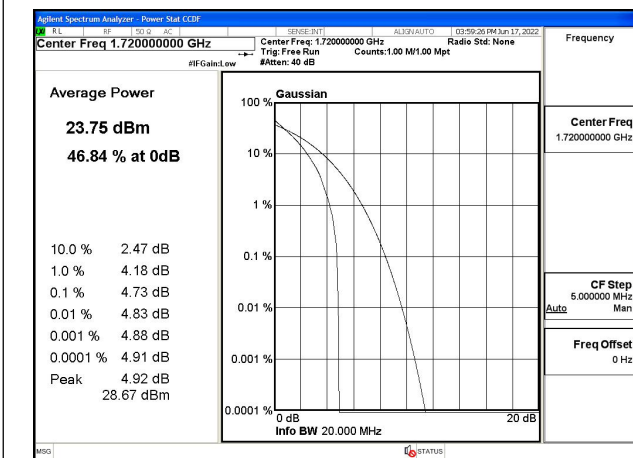 Agilent Spectrum Analyzer - Power Stat CCDF
RL RF 50 Ω AC SENSE:INT ALIGN AUTO 03:59:26 PM Jun 17, 2022
Center Freq 1.720000000 GHz
Center Freq: 1.720000000 GHz Radio Std: None
Trig: Free Run Counts:1.00 M/1.00 Mpt
#IFGain:Low #Atten: 40 dB
Frequency
Average Power
23.75 dBm
46.84 % at 0dB
10.0 % 2.47 dB
1.0 % 4.18 dB
0.1 % 4.73 dB
0.01 % 4.83 dB
0.001 % 4.88 dB
0.0001 % 4.91 dB
Peak 4.92 dB
28.67 dBm
Gaussian
100 %
10 %
1 %
0.1 %
0.01 %
0.001 %
0.0001 %
0 dB 20 dB
Info BW 20.000 MHz
Center Freq
1.720000000 GHz
CF Step
5.000000 MHz
Auto Man
Freq Offset
0 Hz
MSG STATUS